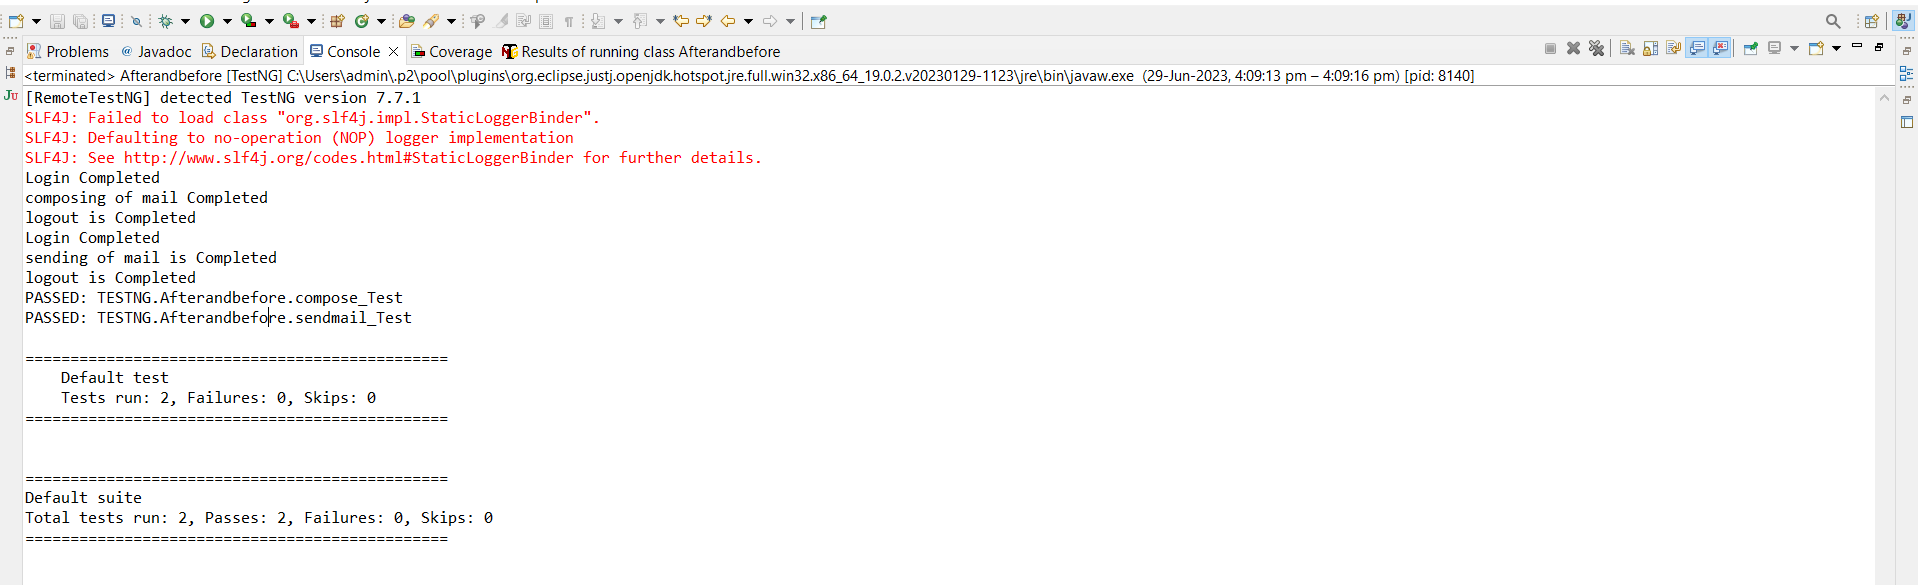 Problems @ Javadoc Declaration Console Coverage Results of running class Afterandbefore
<terminated> Afterandbefore [TestNG] C:\Users\admin\.p2\pool\plugins\org.eclipse.justj.openjdk.hotspot.jre.full.win32.x86_64_19.0.2.v20230129-1123\jre\bin\javaw.exe (29-Jun-2023, 4:09:13 pm – 4:09:16 pm) [pid: 8140]
[RemoteTestNG] detected TestNG version 7.7.1
SLF4J: Failed to load class "org.slf4j.impl.StaticLoggerBinder".
SLF4J: Defaulting to no-operation (NOP) logger implementation
SLF4J: See http://www.slf4j.org/codes.html#StaticLoggerBinder for further details.
Login Completed
composing of mail Completed
logout is Completed
Login Completed
sending of mail is Completed
logout is Completed
PASSED: TESTNG.Afterandbefore.compose_Test
PASSED: TESTNG.Afterandbefore.sendmail_Test
===============================================
Default test
Tests run: 2, Failures: 0, Skips: 0
===============================================
===============================================
Default suite
Total tests run: 2, Passes: 2, Failures: 0, Skips: 0
===============================================